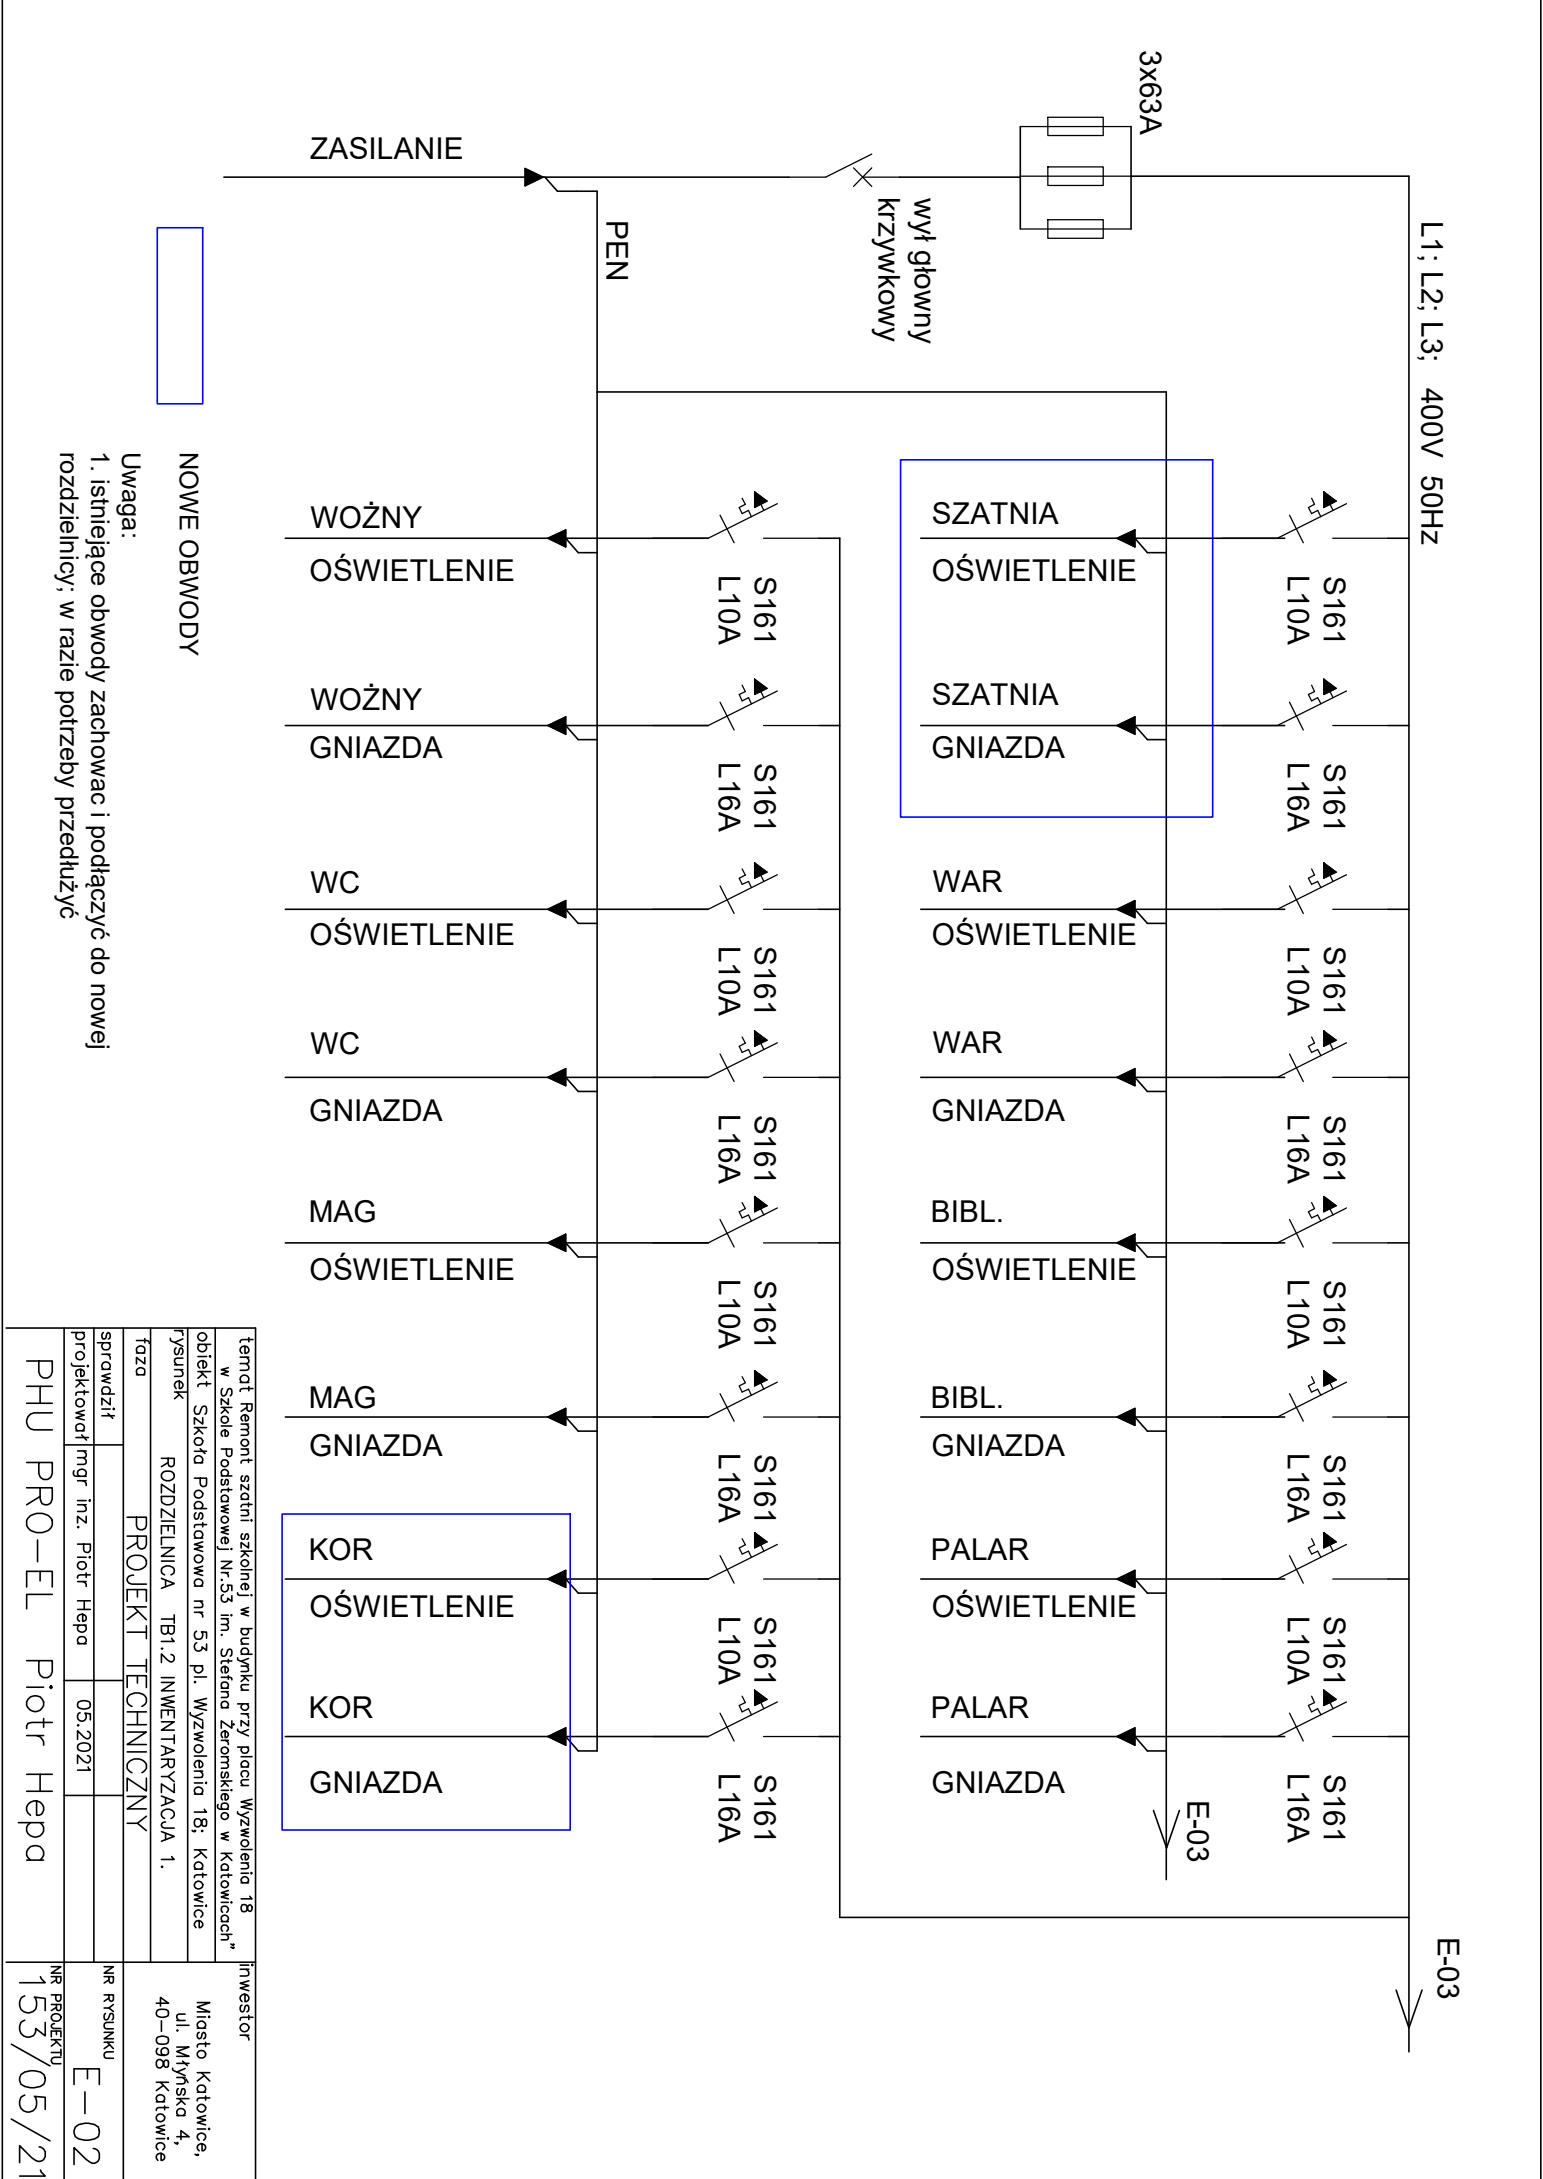 L1; L2; L3; 400V 50Hz
3x63A
wył głowny
krzywkowy
ZASILANIE
PEN
S161
L10A
SZATNIA
OŚWIETLENIE
S161
L16A
SZATNIA
GNIAZDA
S161
L10A
WAR
OŚWIETLENIE
S161
L16A
WAR
GNIAZDA
S161
L10A
BIBL.
OŚWIETLENIE
S161
L16A
BIBL.
GNIAZDA
S161
L10A
PALAR
OŚWIETLENIE
S161
L16A
PALAR
GNIAZDA
E-03
E-03
S161
L10A
WOŻNY
OŚWIETLENIE
S161
L16A
WOŻNY
GNIAZDA
S161
L10A
WC
OŚWIETLENIE
S161
L16A
WC
GNIAZDA
S161
L10A
MAG
OŚWIETLENIE
S161
L16A
MAG
GNIAZDA
S161
L10A
KOR
OŚWIETLENIE
S161
L16A
KOR
GNIAZDA
NOWE OBWODY
Uwaga:
1. istniejące obwody zachowac i podłączyć do nowej
rozdzielnicy; w razie potrzeby przedłużyć
temat Remont szatni szkolnej w budynku przy placu Wyzwolenia 18
w Szkole Podstawowej Nr.53 im. Stefana Żeromskiego w Katowicach"
obiekt Szkoła Podstawowa nr 53 pl. Wyzwolenia 18; Katowice
rysunek ROZDZIELNICA TB1.2 INWENTARYZACJA 1.
faza PROJEKT TECHNICZNY
sprawdził
projektował mgr inz. Piotr Hepa 05.2021
PHU PRO-EL Piotr Hepa
inwestor
Miasto Katowice,
ul. Młyńska 4,
40-098 Katowice
NR RYSUNKU
E-02
NR PROJEKTU
153/05/21